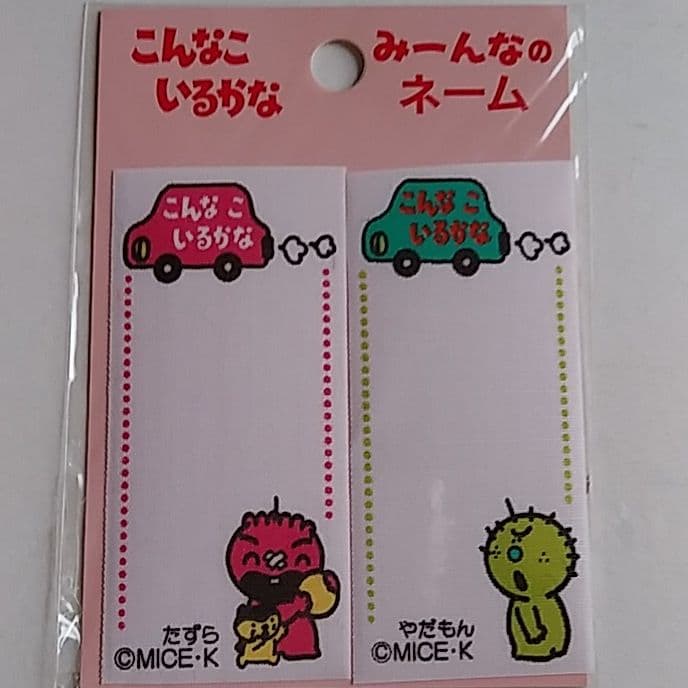 こんなこ
いるかな
みーんなの
ネーム
こんな こ
いるかな
こんな こ
いるかな
たずら
©MICE・K
やだもん
©MICE・K